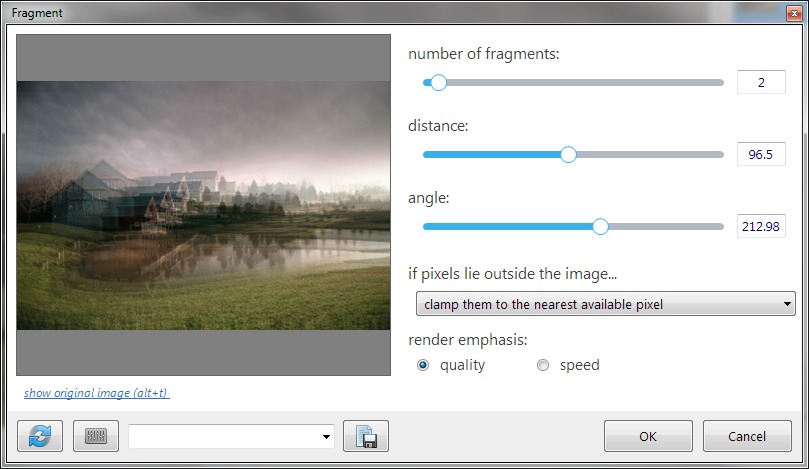 Fragment
number of fragments:
2
distance:
96.5
angle:
212.98
if pixels lie outside the image...
clamp them to the nearest available pixel
render emphasis:
quality speed
show original image (alt+t)
OK Cancel